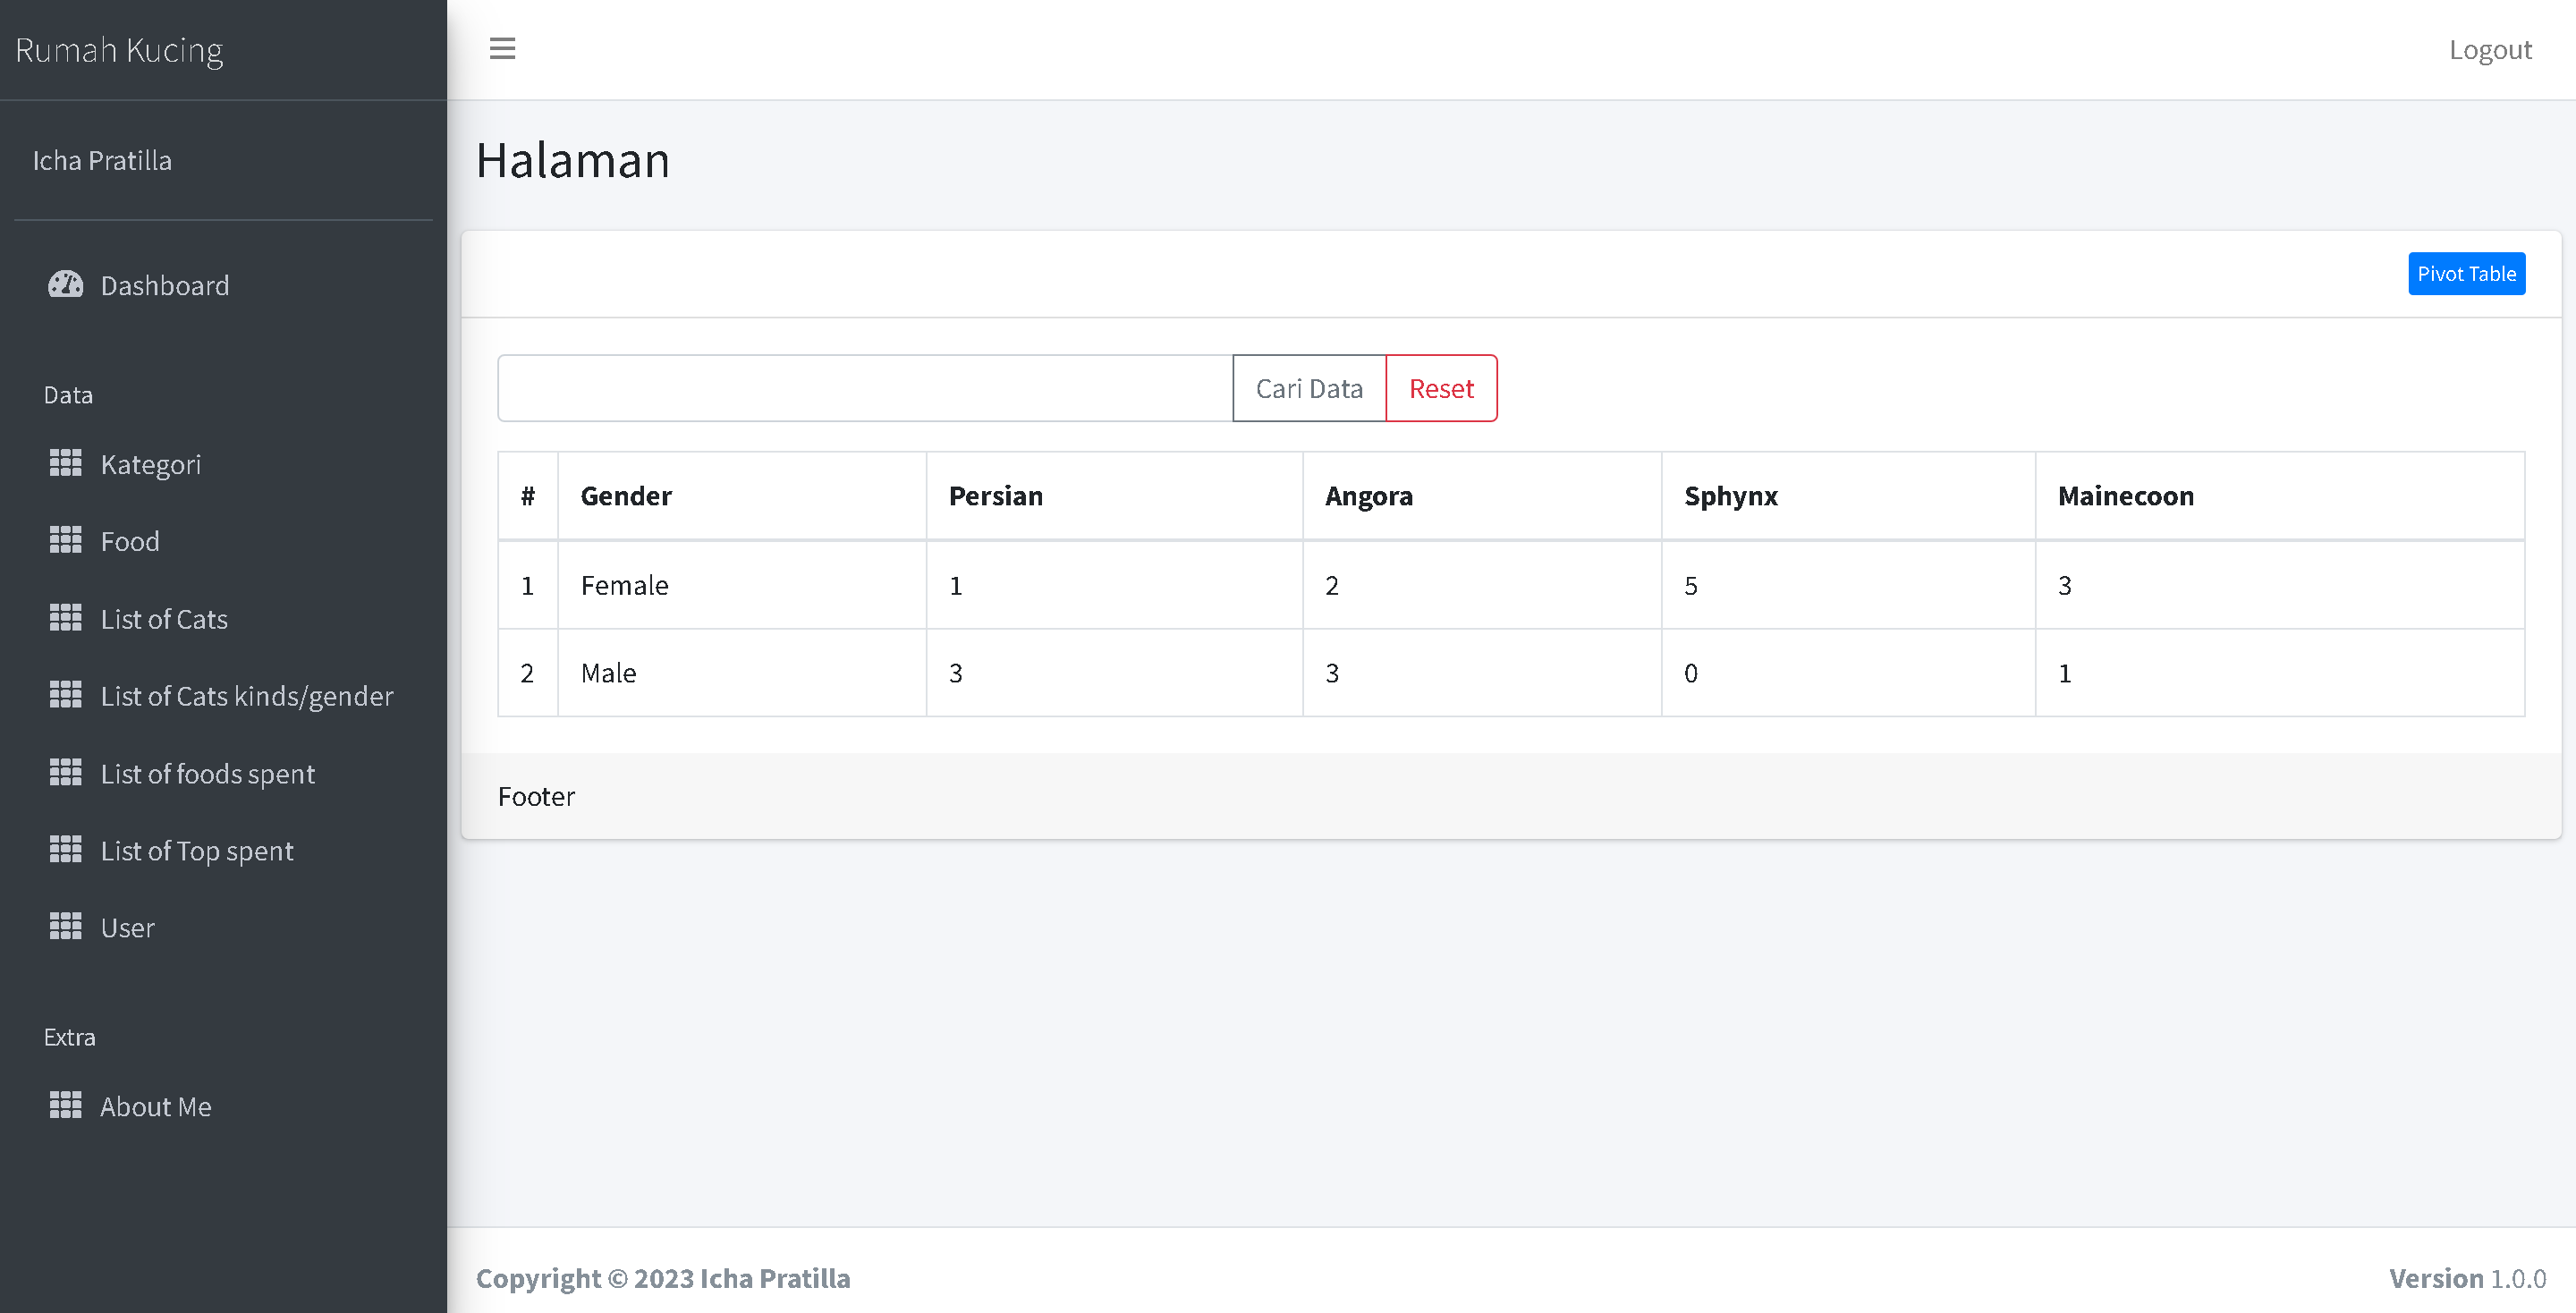 Rumah Kucing
Logout
Icha Pratilla
Dashboard
Data
Kategori
Food
List of Cats
List of Cats kinds/gender
List of foods spent
List of Top spent
User
Extra
About Me
Halaman
Pivot Table
Cari Data Reset
# Gender Persian Angora Sphynx Mainecoon
1 Female 1 2 5 3
2 Male 3 3 0 1
Footer
Copyright © 2023 Icha Pratilla
Version 1.0.0